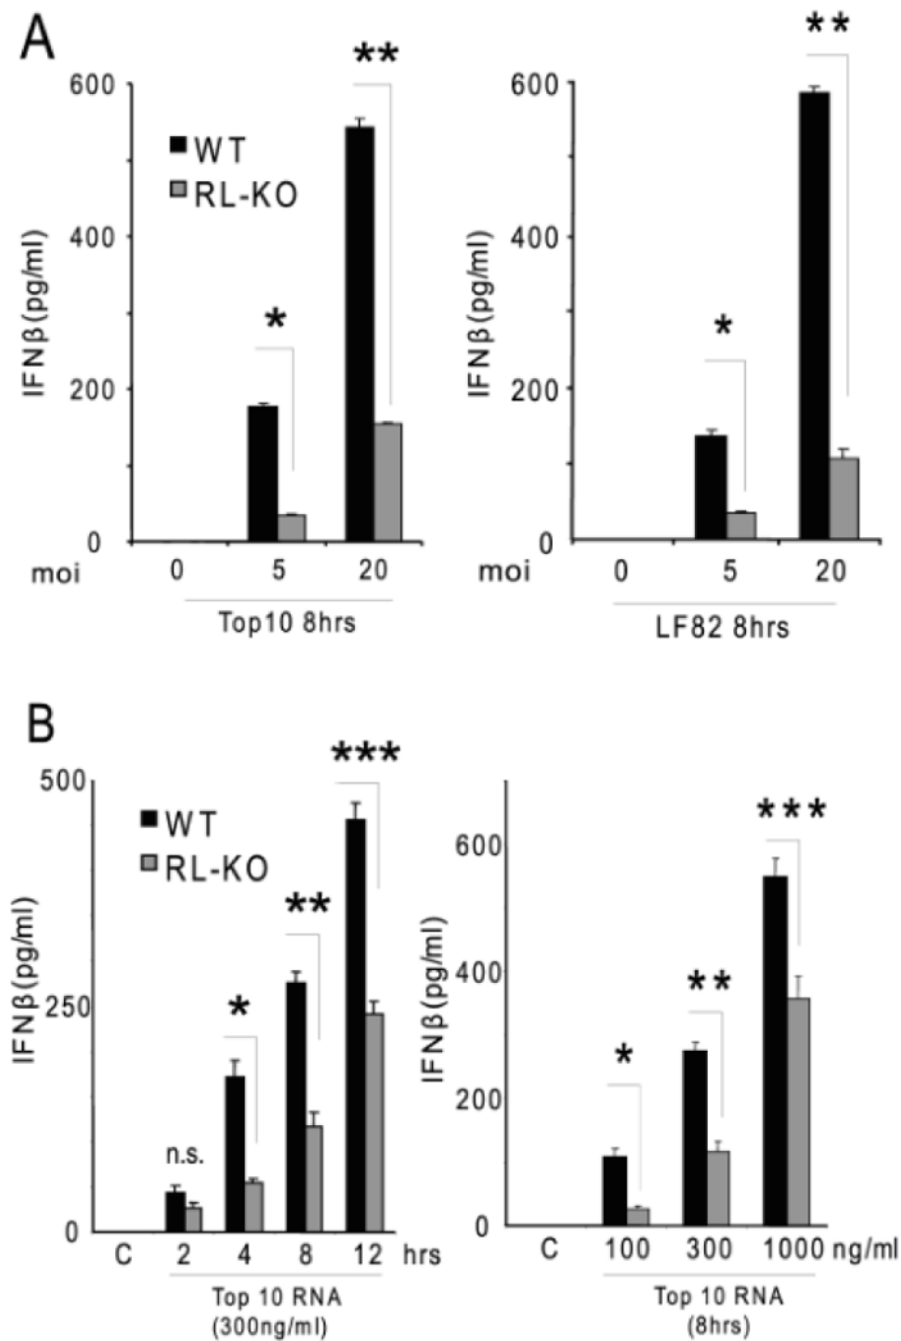 A
** **
600 600
WT
RL-KO
400 400
IFNβ(pg/ml) IFNβ(pg/ml)
* *
200 200
0 0
moi 0 5 20 moi 0 5 20
Top10 8hrs LF82 8hrs
B
*** ***
500 600
WT
RL-KO
** **
IFNβ(pg/ml) IFNβ(pg/ml)
400
250
* *
200
n.s.
0 0
C 2 4 8 12 hrs C 100 300 1000 ng/ml
Top 10 RNA Top 10 RNA
(300ng/ml) (8hrs)